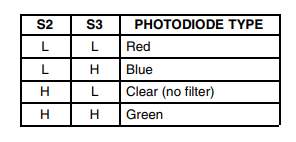 S2 S3 PHOTODIODE TYPE
L L Red
L H Blue
H L Clear (no filter)
H H Green